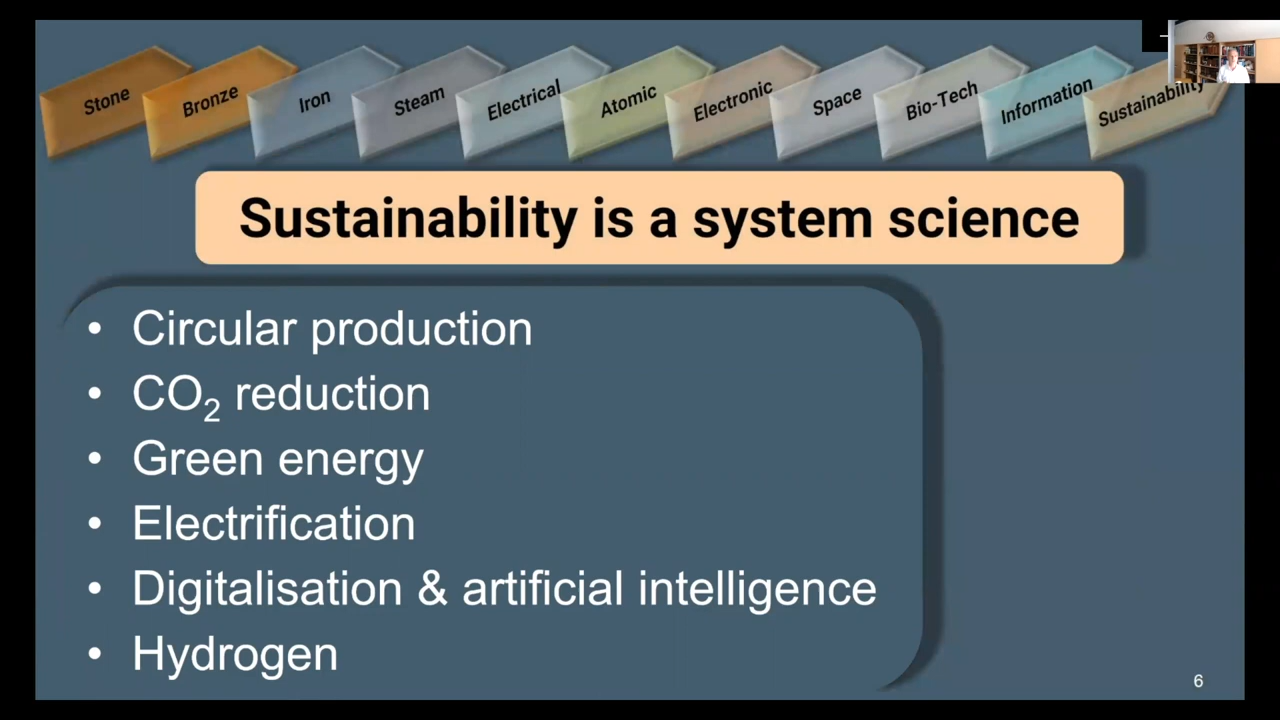 Stone
Bronze
Iron
Steam
Electrical
Atomic
Electronic
Space
Bio-Tech
Information
Sustainability
Sustainability is a system science
• Circular production
• CO₂ reduction
• Green energy
• Electrification
• Digitalisation & artificial intelligence
• Hydrogen
6